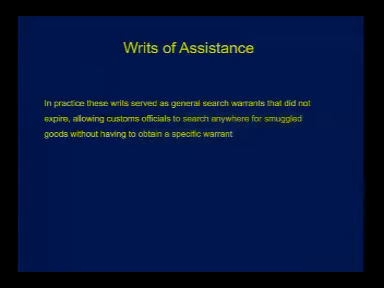 Writs of Assistance
In practice these writs served as general search warrants that did not
expire, allowing customs officials to search anywhere for smuggled
goods without having to obtain a specific warrant